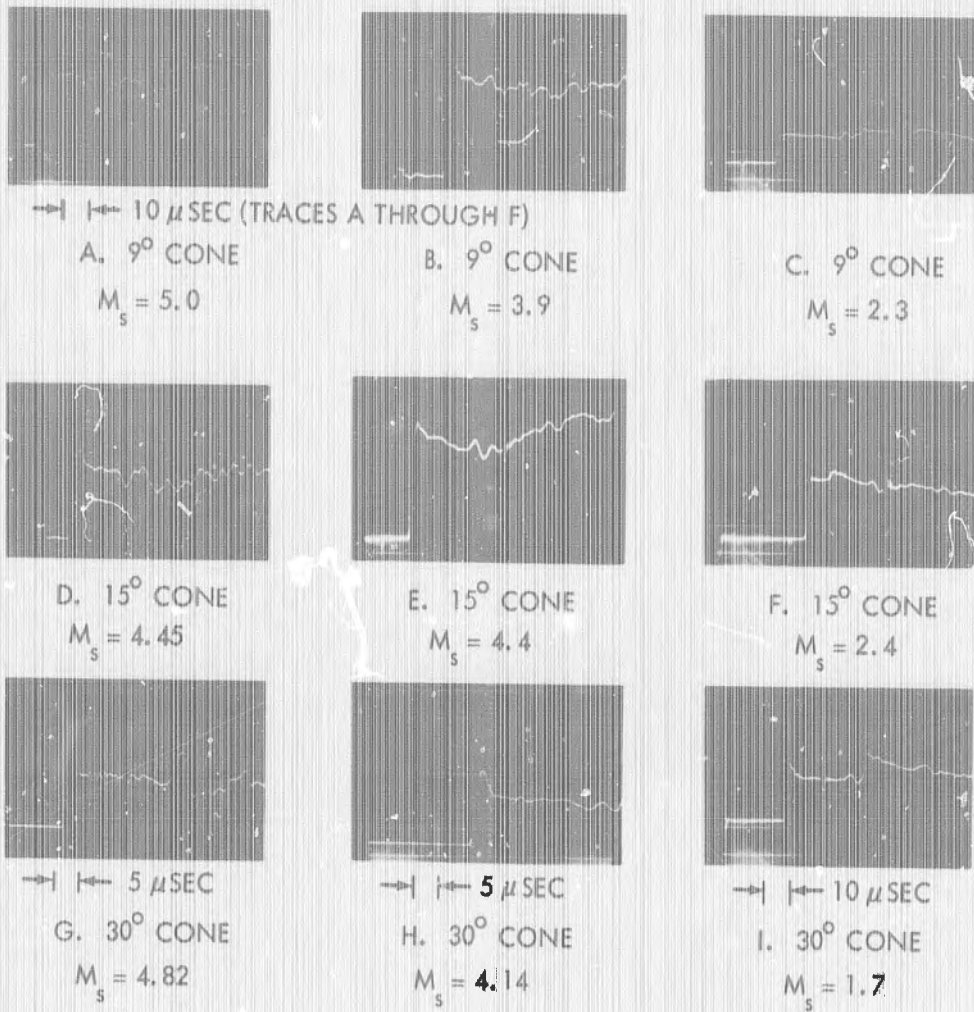 10 μ SEC (TRACES A THROUGH F)
A. 9° CONE
M_s = 5.0
B. 9° CONE
M_s = 3.9
C. 9° CONE
M_s = 2.3
D. 15° CONE
M_s = 4.45
E. 15° CONE
M_s = 4.4
F. 15° CONE
M_s = 2.4
5 μ SEC
G. 30° CONE
M_s = 4.82
5 μ SEC
H. 30° CONE
M_s = 4.14
10 μ SEC
I. 30° CONE
M_s = 1.7